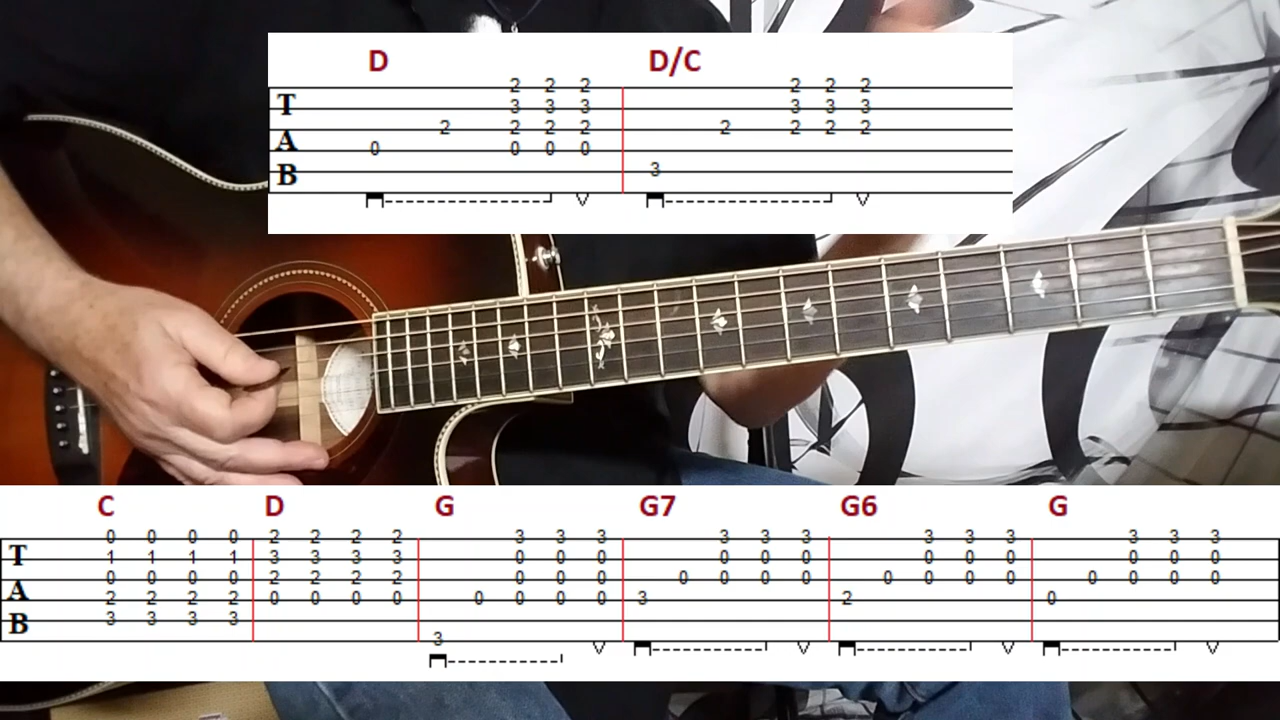 D D/C
2 2 2 2 2 2
T 3 3 3 3 3 3
2 2 2 2 2 2 2 2
A 0 0 0 0
B 3
C D G G7 G6 G
0 0 0 0 2 2 2 2 3 3 3 3 3 3 3 3 3 3 3 3
T 1 1 1 1 3 3 3 3 0 0 0 0 0 0 0 0 0 0 0 0
0 0 0 0 2 2 2 2 0 0 0 0 0 0 0 0 0 0 0 0 0 0 0
A 2 2 2 2 0 0 0 0 0 0 0 0 3 2 0
B 3 3 3 3
3